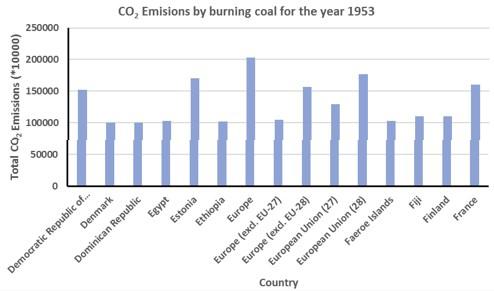 CO₂ Emisions by burning coal for the year 1953
Total CO₂ Emissions (*10000)
250000
200000
150000
100000
50000
0
Democratic Republic of...
Denmark
Dominican Republic
Egypt
Estonia
Ethiopia
Europe
Europe (excl. EU-27)
Europe (excl. EU-28)
European Union (27)
European Union (28)
Faeroe Islands
Fiji
Finland
France
Country